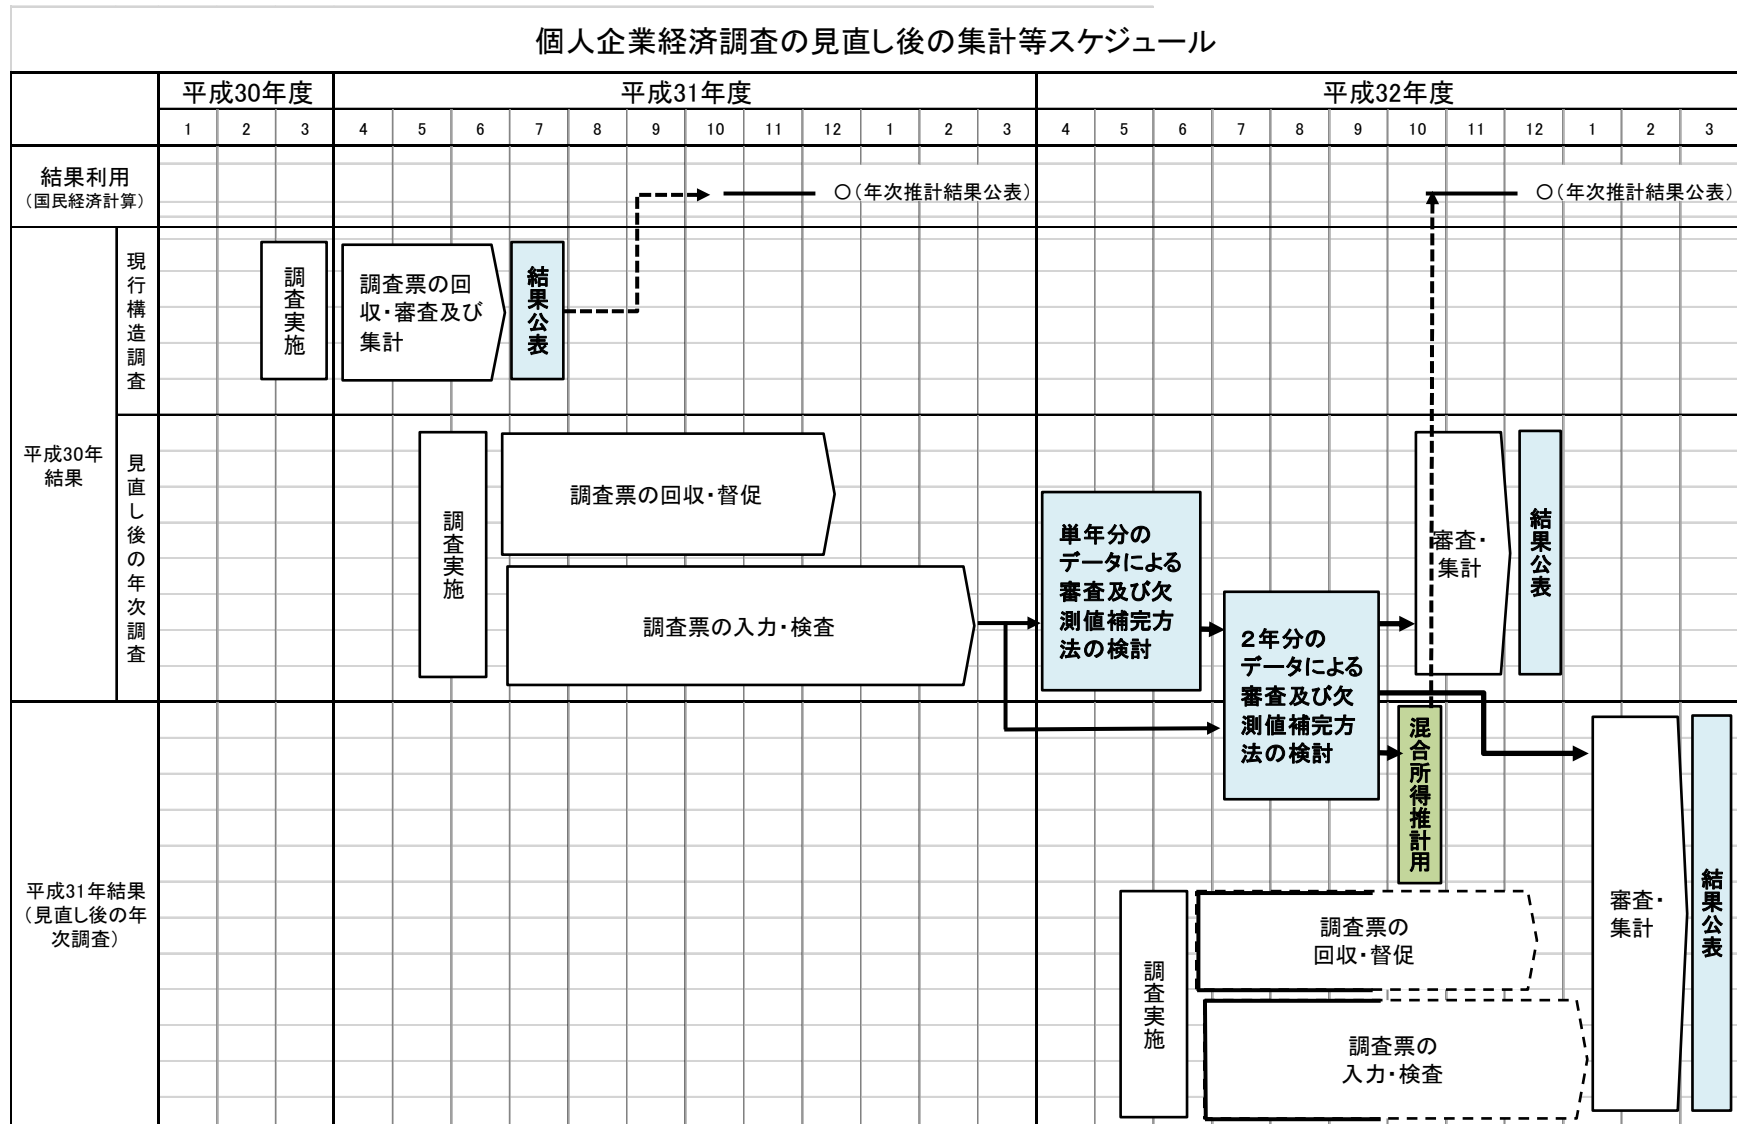 個人企業経済調査の見直し後の集計等スケジュール
平成30年度
平成31年度
平成32年度
1 2 3 4 5 6 7 8 9 10 11 12 1 2 3 4 5 6 7 8 9 10 11 12 1 2 3
結果利用
（国民経済計算）
○（年次推計結果公表）
○（年次推計結果公表）
平成30年
結果
現行構造調査
調査実施
調査票の回
収・審査及び
集計
結果公表
見直し後の年次調査
調査実施
調査票の回収・督促
調査票の入力・検査
単年分の
データによる
審査及び欠
測値補完方
法の検討
2年分の
データによる
審査及び欠
測値補完方
法の検討
審査・
集計
結果公表
平成31年結果
（見直し後の年
次調査）
混合所得推計用
調査実施
調査票の
回収・督促
調査票の
入力・検査
審査・
集計
結果公表